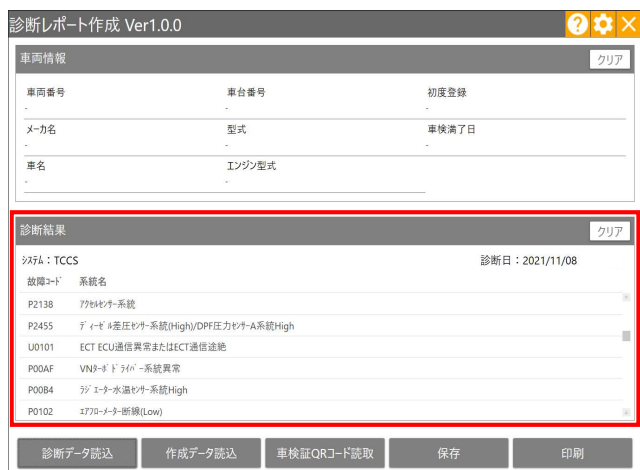 診断レポート作成 Ver1.0.0
車両情報 クリア
車両番号 車台番号 初度登録
- - -
メーカ名 型式 車検満了日
- - -
車名 エンジン型式
- -
診断結果 クリア
ｼｽﾃﾑ：TCCS 診断日：2021/11/08
故障ｺｰﾄﾞ 系統名
P2138 ｱｸｾﾙｾﾝｻｰ系統
P2455 ﾃﾞｨｰｾﾞﾙ差圧ｾﾝｻｰ系統(High)/DPF圧力ｾﾝｻｰA系統High
U0101 ECT ECU通信異常またはECT通信途絶
P00AF VNﾀｰﾎﾞﾄﾞﾗｲﾊﾞｰ系統異常
P00B4 ﾗｼﾞｴｰﾀｰ水温ｾﾝｻｰ系統High
P0102 ｴｱﾌﾛｰﾒｰﾀｰ断線(Low)
診断データ読込 作成データ読込 車検証QRコード読取 保存 印刷